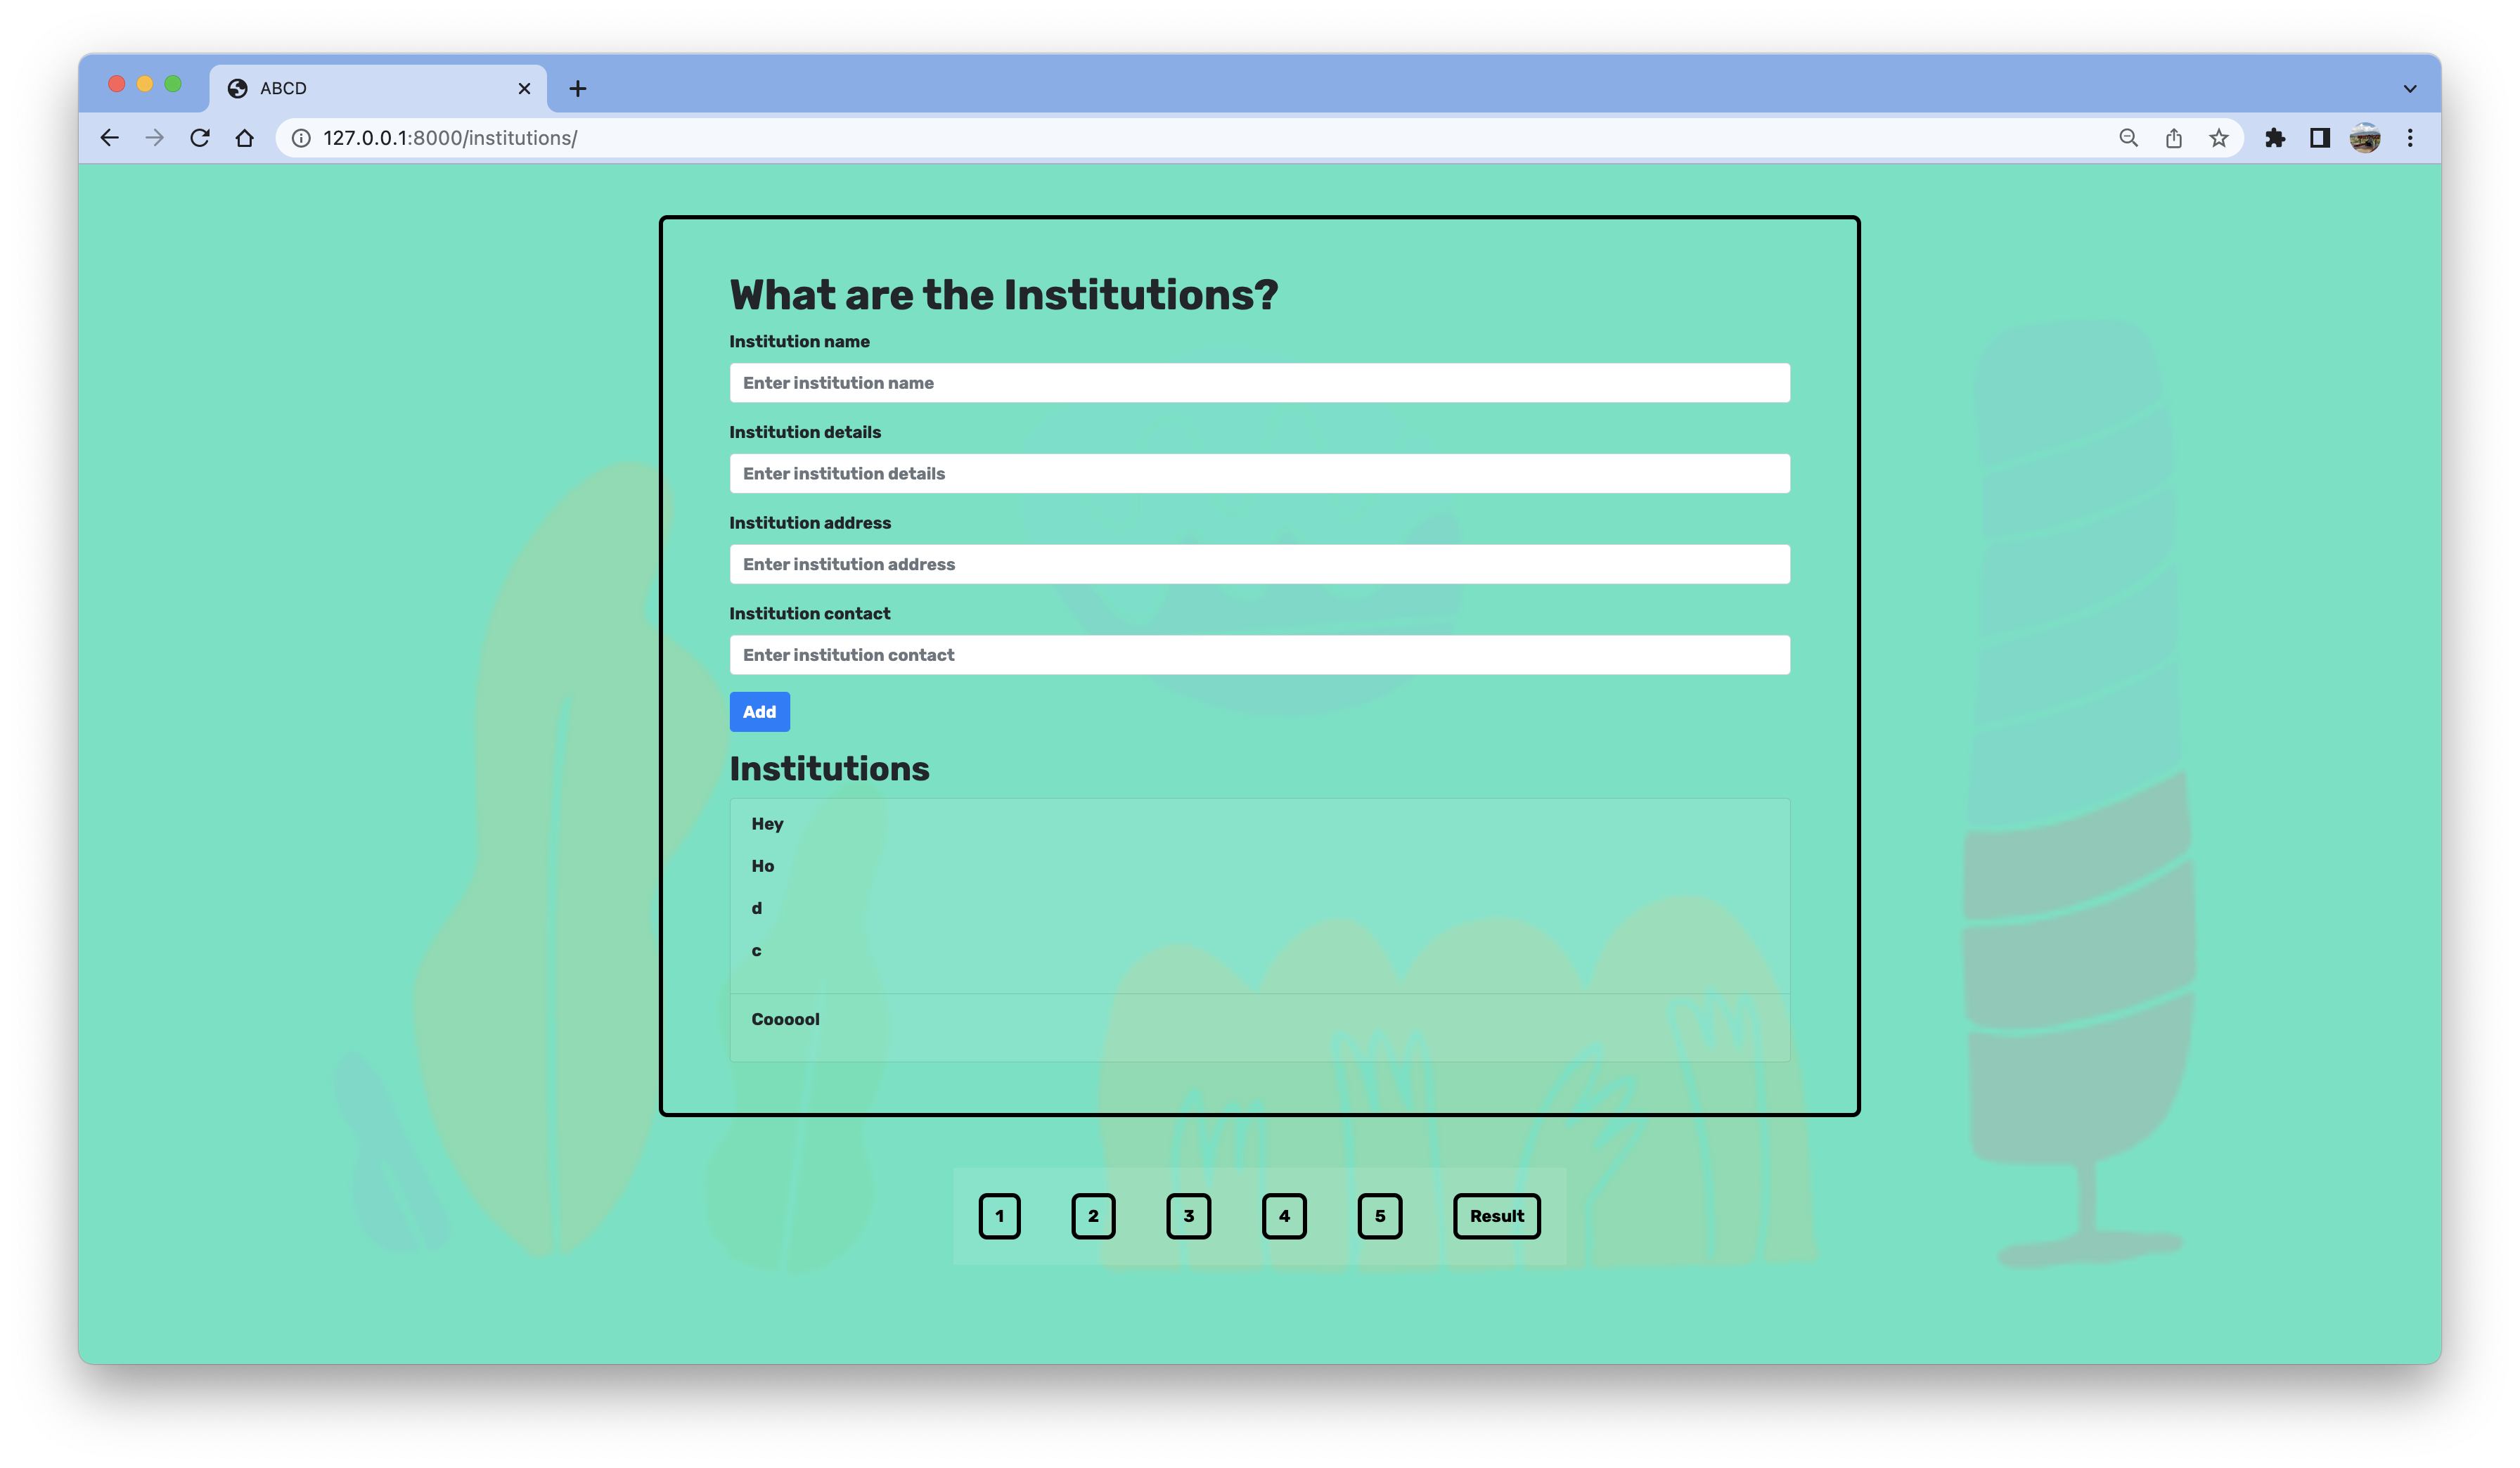 ABCD
127.0.0.1:8000/institutions/
What are the Institutions?
Institution name
Enter institution name
Institution details
Enter institution details
Institution address
Enter institution address
Institution contact
Enter institution contact
Add
Institutions
Hey
Ho
d
c
Coooool
1 2 3 4 5 Result